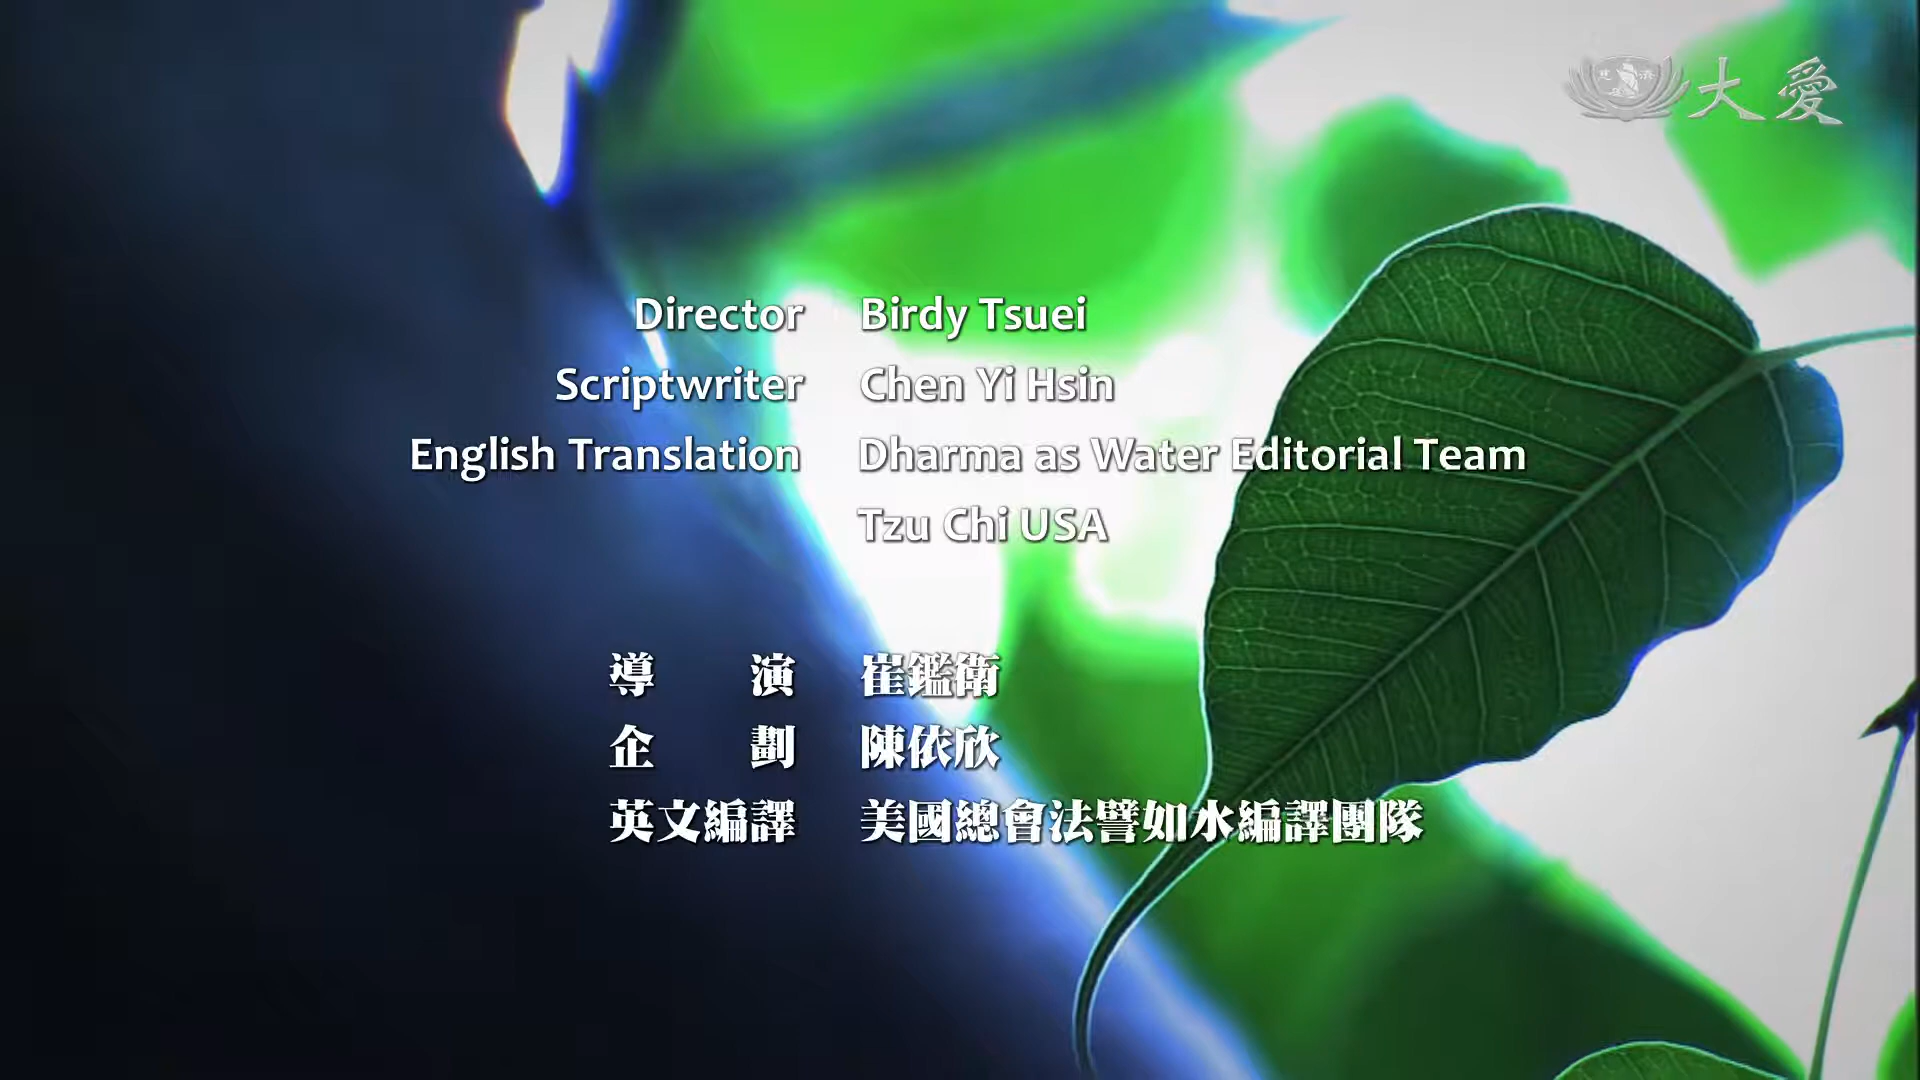 大愛
Director Birdy Tsuei
Scriptwriter Chen Yi Hsin
English Translation Dharma as Water Editorial Team
Tzu Chi USA
導演 崔鑑衛
企劃 陳依欣
英文編譯 美國總會法譬如水編譯團隊